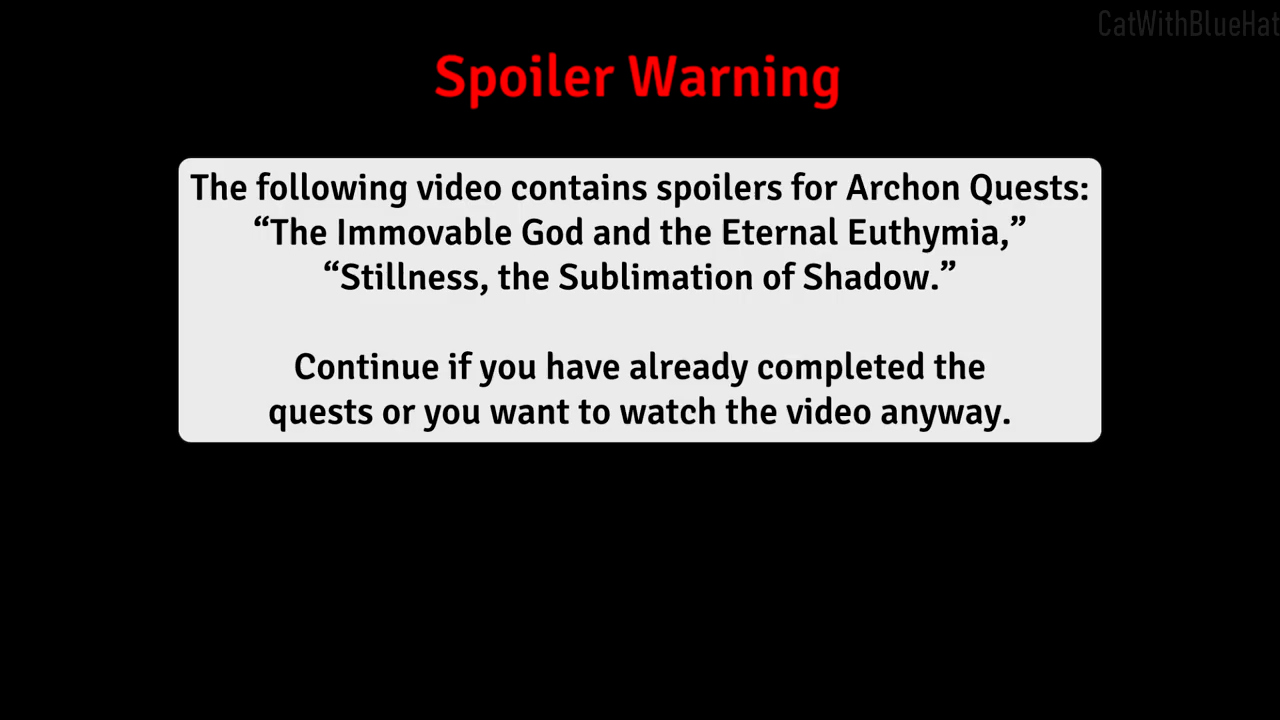 CatWithBlueHat
Spoiler Warning
The following video contains spoilers for Archon Quests:
“The Immovable God and the Eternal Euthymia,”
“Stillness, the Sublimation of Shadow.”
Continue if you have already completed the
quests or you want to watch the video anyway.